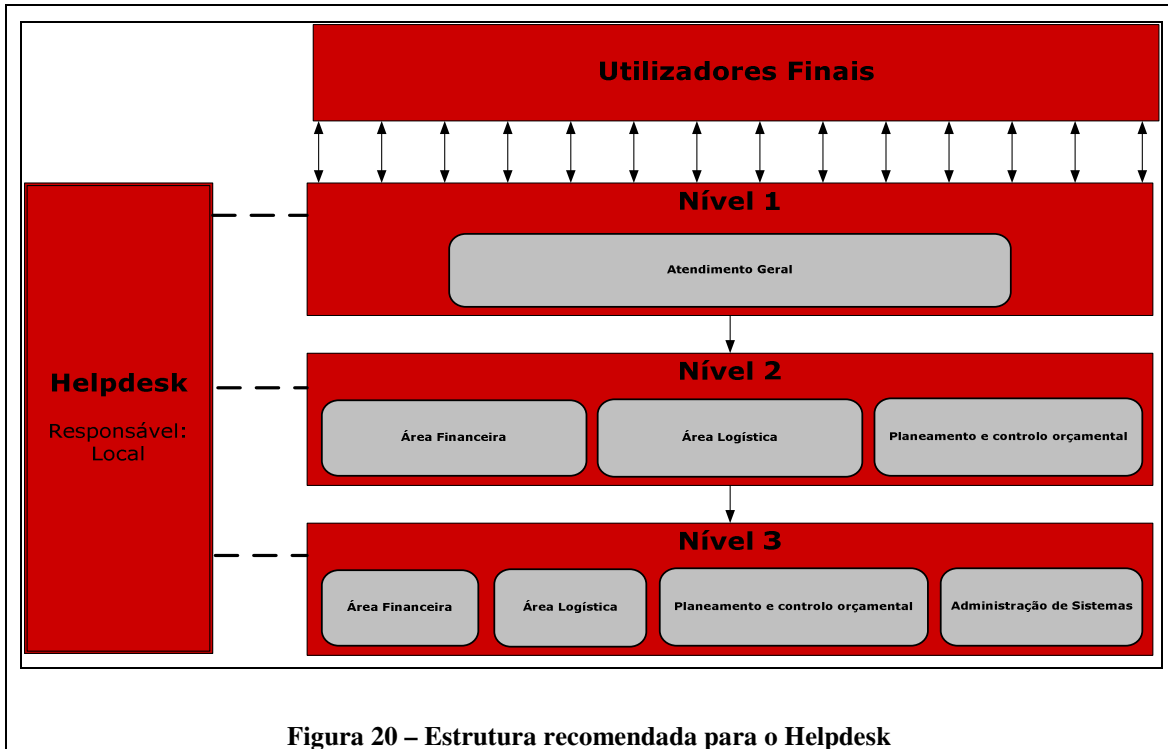 Utilizadores Finais
Nível 1
Atendimento Geral
Helpdesk
Responsável:
Local
Nível 2
Área Financeira
Área Logística
Planeamento e controlo orçamental
Nível 3
Área Financeira
Área Logística
Planeamento e controlo orçamental
Administração de Sistemas
Figura 20 – Estrutura recomendada para o Helpdesk